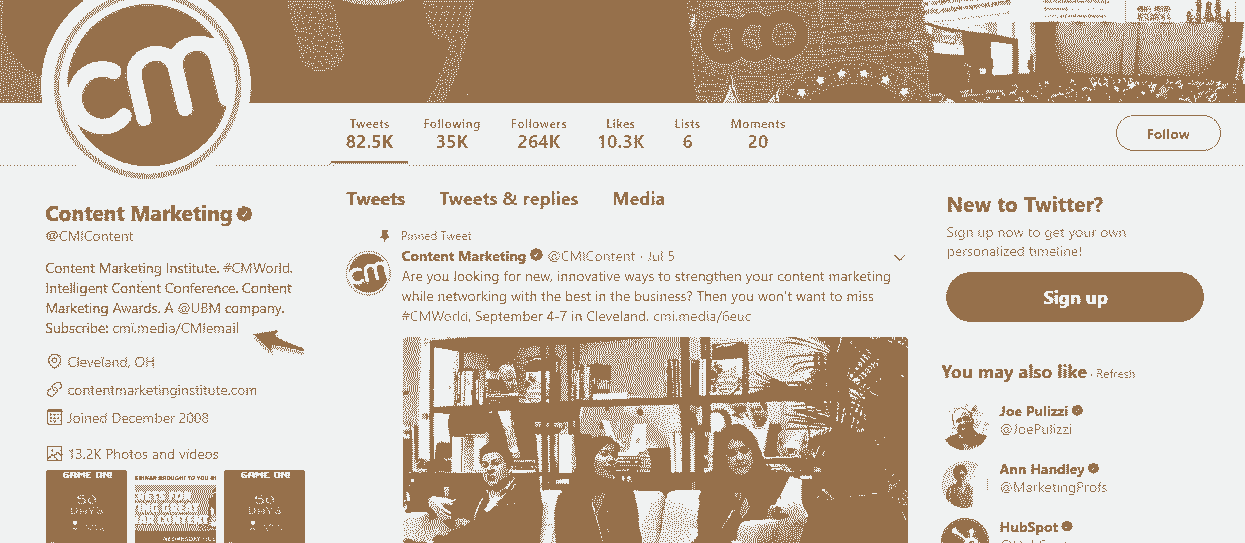 cm
Tweets Following Followers Likes Lists Moments
82.5K 35K 264K 10.3K 6 20
Follow
Content Marketing
@CMIContent
Content Marketing Institute. #CMWorld.
Intelligent Content Conference. Content
Marketing Awards. A @UBM company.
Subscribe: cmi.media/CMIemail
Cleveland, OH
contentmarketinginstitute.com
Joined December 2008
13.2K Photos and videos
GAME ON!
50
DAYS
GAME ON!
50
DAYS
Tweets Tweets & replies Media
Pinned Tweet
cm
Content Marketing @CMIContent · Jul 5
Are you looking for new, innovative ways to strengthen your content marketing
while networking with the best in the business? Then you won't want to miss
#CMWorld, September 4-7 in Cleveland. cmi.media/6euc
New to Twitter?
Sign up now to get your own
personalized timeline!
Sign up
You may also like · Refresh
Joe Pulizzi
@JoePulizzi
Ann Handley
@MarketingProfs
HubSpot